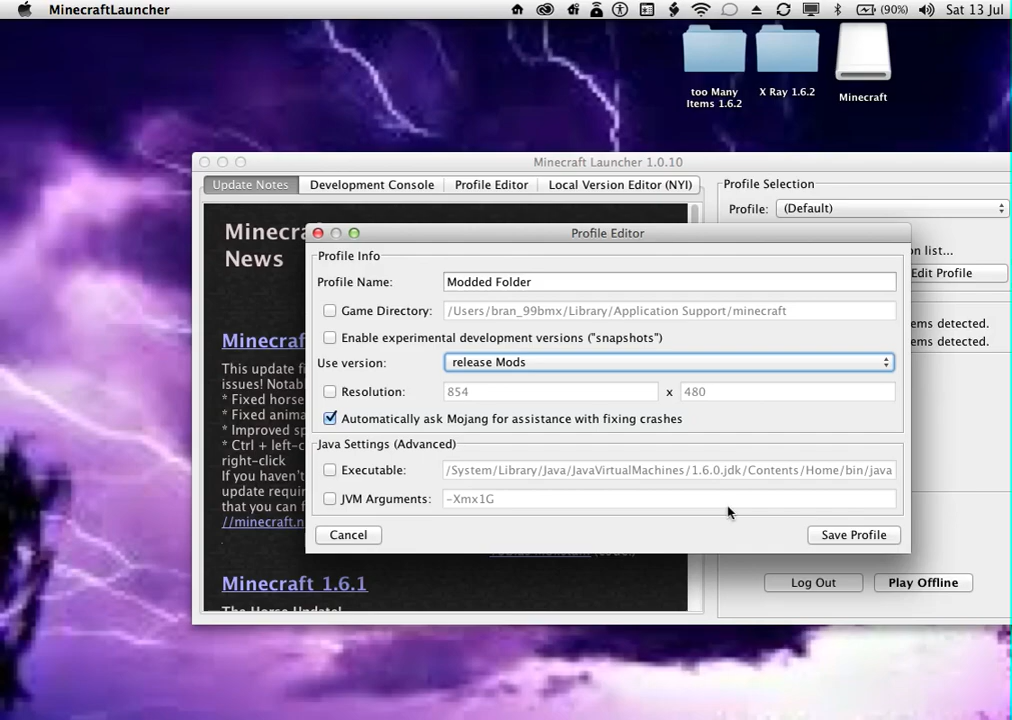 MinecraftLauncher
(90%)
Sat 13 Jul
too Many
Items 1.6.2
X Ray 1.6.2
Minecraft
Minecraft Launcher 1.0.10
Update Notes
Development Console
Profile Editor
Local Version Editor (NYI)
Profile Selection
Profile:
(Default)
Minecra
News
on list...
Edit Profile
ems detected.
ems detected.
Profile Editor
Profile Info
Profile Name:
Modded Folder
Game Directory:
/Users/bran_99bmx/Library/Application Support/minecraft
Enable experimental development versions ("snapshots")
Use version:
release Mods
Resolution:
854
x
480
Automatically ask Mojang for assistance with fixing crashes
Java Settings (Advanced)
Executable:
/System/Library/Java/JavaVirtualMachines/1.6.0.jdk/Contents/Home/bin/java
JVM Arguments:
-Xmx1G
Cancel
Save Profile
Minecraf
This update f
issues! Notab
* Fixed horse
* Fixed anima
* Improved s
* Ctrl + left-c
right-click
If you haven't
update requir
that you can f
//minecraft.n
Minecraft 1.6.1
The Horse Update!
Log Out
Play Offline